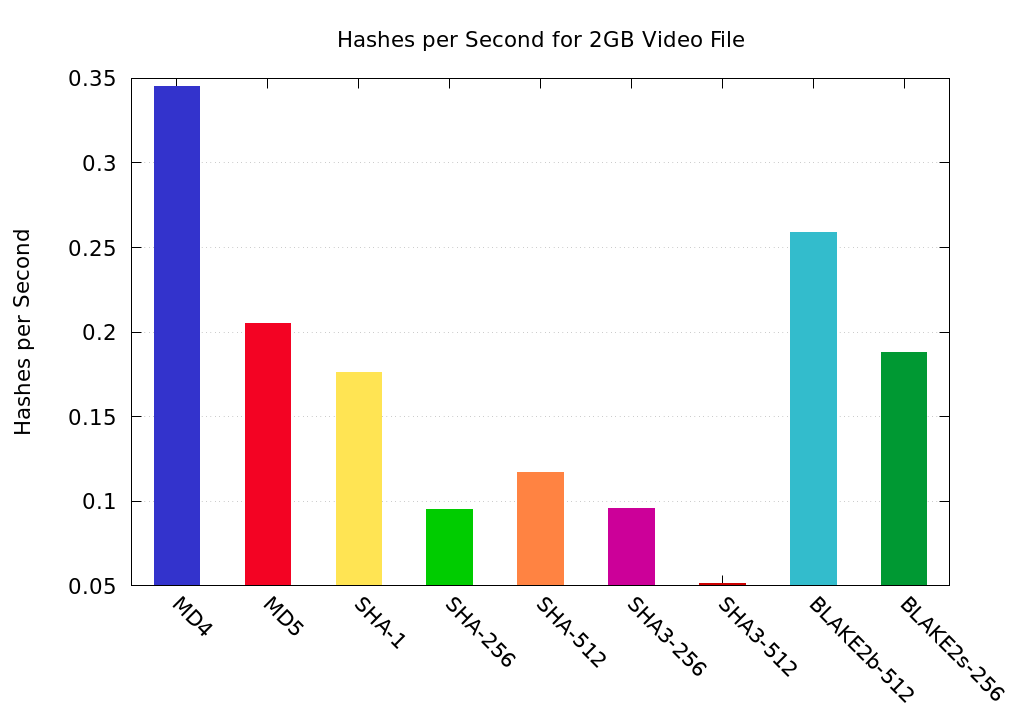 Hashes per Second for 2GB Video File
Hashes per Second
0.35
0.3
0.25
0.2
0.15
0.1
0.05
MD4
MD5
SHA-1
SHA-256
SHA-512
SHA3-256
SHA3-512
BLAKE2b-512
BLAKE2s-256